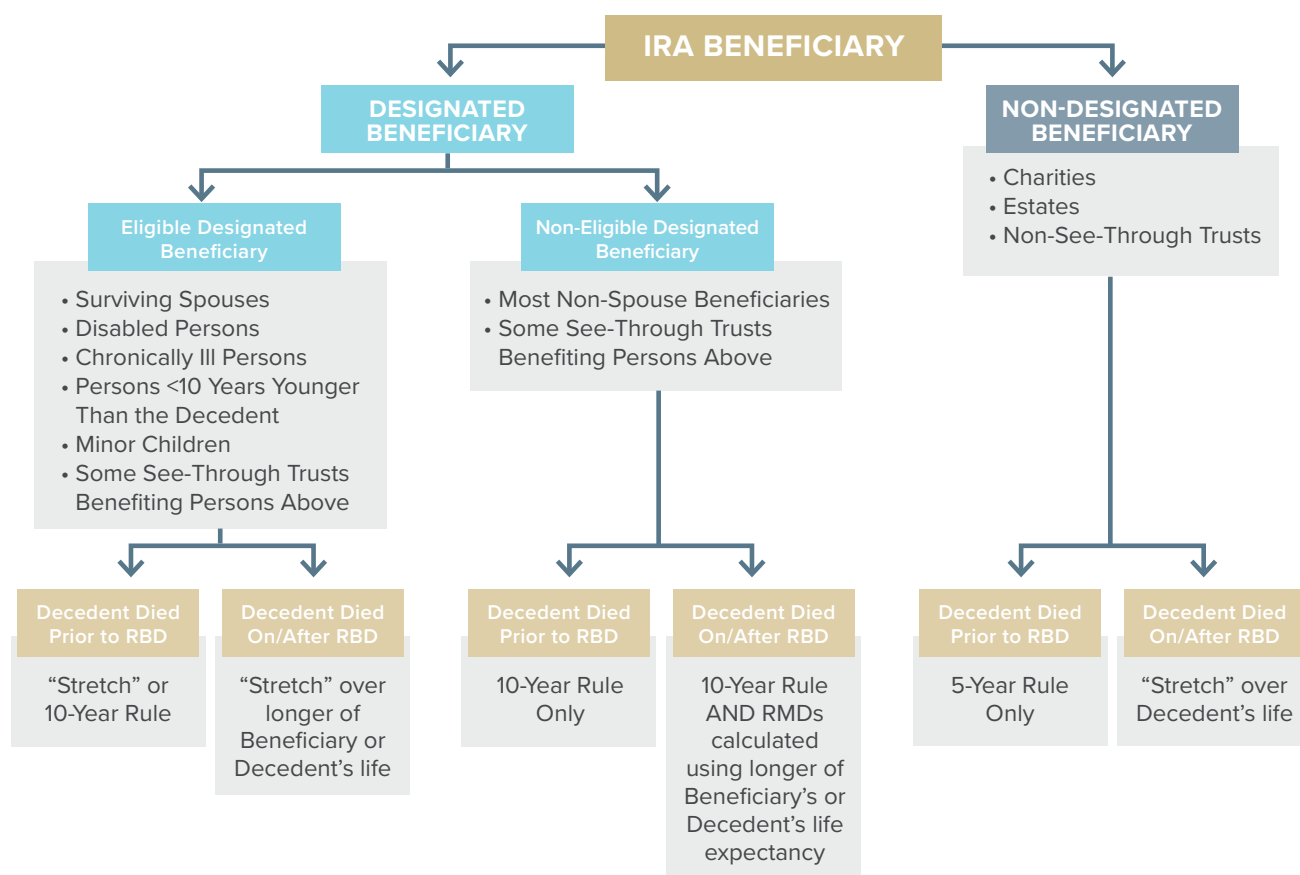 IRA BENEFICIARY
DESIGNATED
BENEFICIARY
NON-DESIGNATED
BENEFICIARY
• Charities
• Estates
• Non-See-Through Trusts
Eligible Designated
Beneficiary
• Surviving Spouses
• Disabled Persons
• Chronically Ill Persons
• Persons <10 Years Younger
Than the Decedent
• Minor Children
• Some See-Through Trusts
Benefiting Persons Above
Non-Eligible Designated
Beneficiary
• Most Non-Spouse Beneficiaries
• Some See-Through Trusts
Benefiting Persons Above
Decedent Died
Prior to RBD
“Stretch” or
10-Year Rule
Decedent Died
On/After RBD
“Stretch” over
longer of
Beneficiary or
Decedent’s life
Decedent Died
Prior to RBD
10-Year Rule
Only
Decedent Died
On/After RBD
10-Year Rule
AND RMDs
calculated
using longer of
Beneficiary’s or
Decedent’s life
expectancy
Decedent Died
Prior to RBD
5-Year Rule
Only
Decedent Died
On/After RBD
“Stretch” over
Decedent’s life